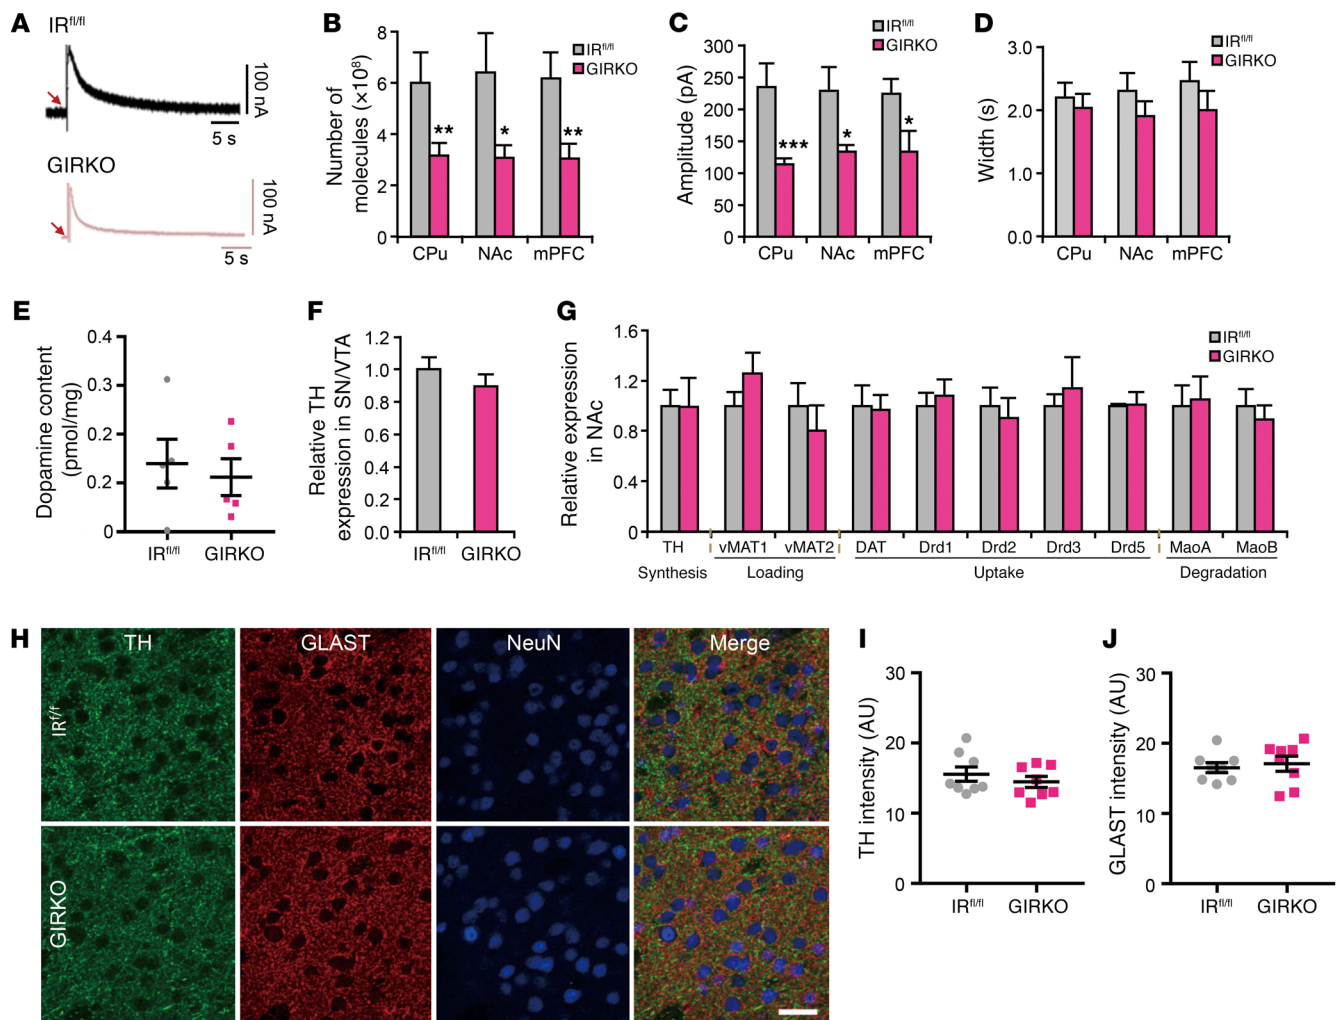 A
IRfl/fl
100 nA
5 s
GIRKO
100 nA
5 s
B
Number of
molecules (×10⁸)
8
6
4
2
0
IRfl/fl
GIRKO
**
*
**
CPu NAc mPFC
C
Amplitude (pA)
300
250
200
150
100
50
0
IRfl/fl
GIRKO
***
*
*
CPu NAc mPFC
D
Width (s)
3.0
2.0
1.0
0.0
IRfl/fl
GIRKO
CPu NAc mPFC
E
Dopamine content
(pmol/mg)
0.4
0.3
0.2
0.2
0
IRfl/fl GIRKO
F
Relative TH
expression in SN/VTA
1.2
1.0
0.8
0.6
0.4
0.2
0.0
IRfl/fl GIRKO
G
Relative expression
in NAc
1.6
1.2
0.8
0.4
0
IRfl/fl
GIRKO
TH vMAT1 vMAT2 DAT Drd1 Drd2 Drd3 Drd5 MaoA MaoB
Synthesis Loading Uptake Degradation
H
TH GLAST NeuN Merge
IRf/f
GIRKO
I
TH intensity (AU)
30
20
10
0
IRfl/fl GIRKO
J
GLAST intensity (AU)
30
20
10
0
IRfl/fl GIRKO